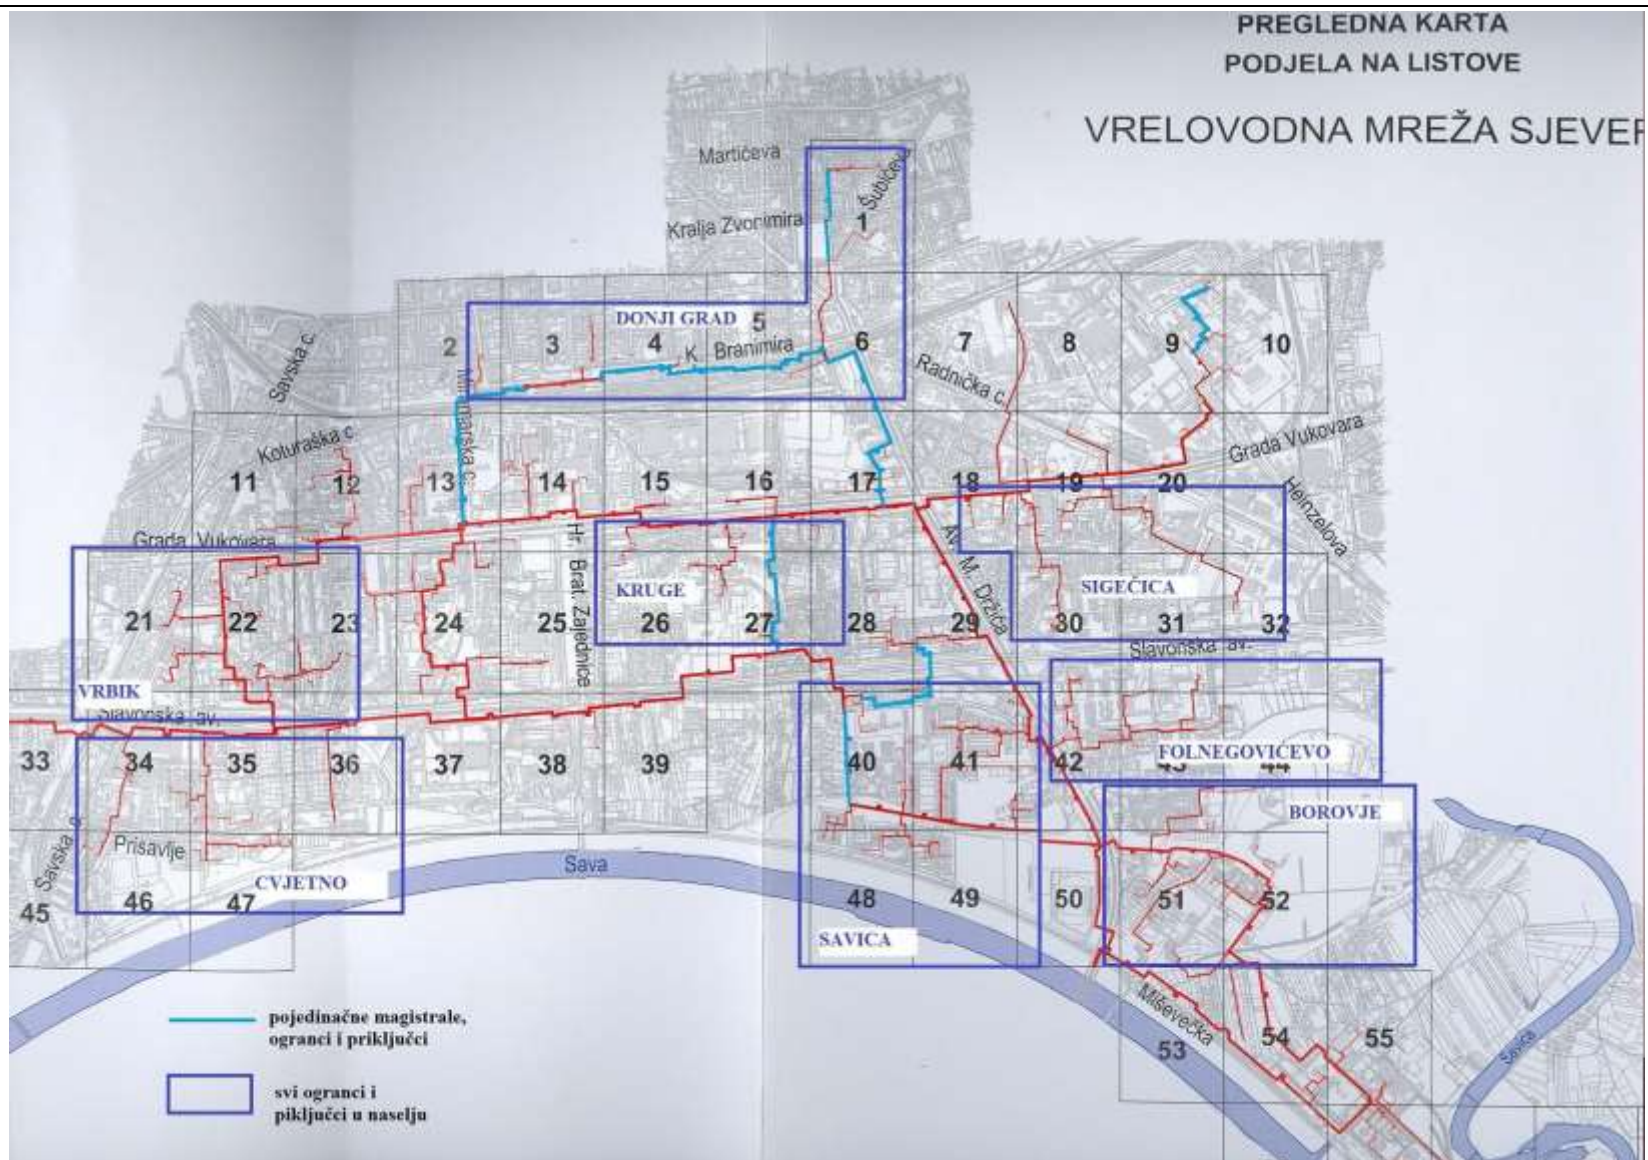 PREGLEDNA KARTA
PODJELA NA LISTOVE
VRELOVODNA MREŽA SJEVER
Martićeva
Šubićeva
Kralja Zvonimira
1
DONJI GRAD
5
2
3
4
K. Branimira
6
7
8
9
10
Savska c.
Radnička c.
Koturaška c
Miramarska c.
Grada Vukovara
11
12
13
14
15
16
17
18
19
20
Heinzelova
Grada Vukovara
Hr. Brat. Zajednice
Av. M. Držića
KRUGE
SIGEČICA
21
22
23
24
25
26
27
28
29
30
31
32
Slavonska av.
VRBIK
Slavonska av.
33
34
35
36
37
38
39
40
41
42
43
44
FOLNEGOVIĆEVO
BOROVJE
Savska c.
Prisavlje
Sava
CVJETNO
45
46
47
48
49
50
51
52
SAVICA
Miševečka
53
54
55
Savica
pojedinačne magistrale,
ogranci i priključci
svi ogranci i
piključci u naselju